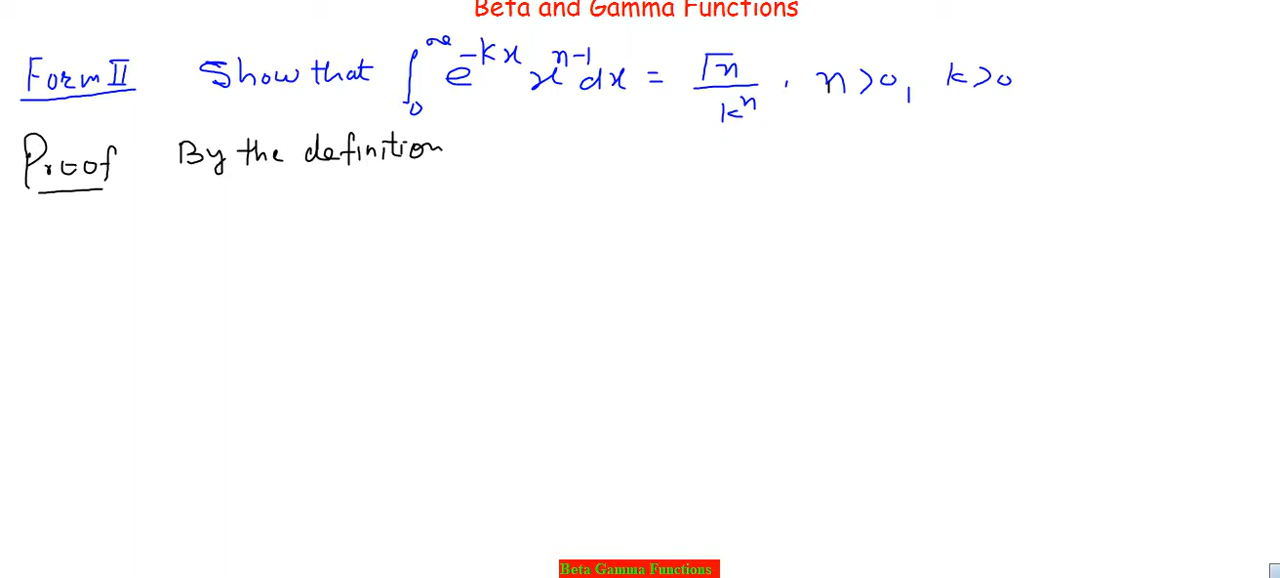 Beta and Gamma Functions
Form II Show that ∫₀^∞ e^{-kx} x^{n-1} dx = Γn / k^n . n>0, k>0
Proof By the definition
Beta Gamma Functions